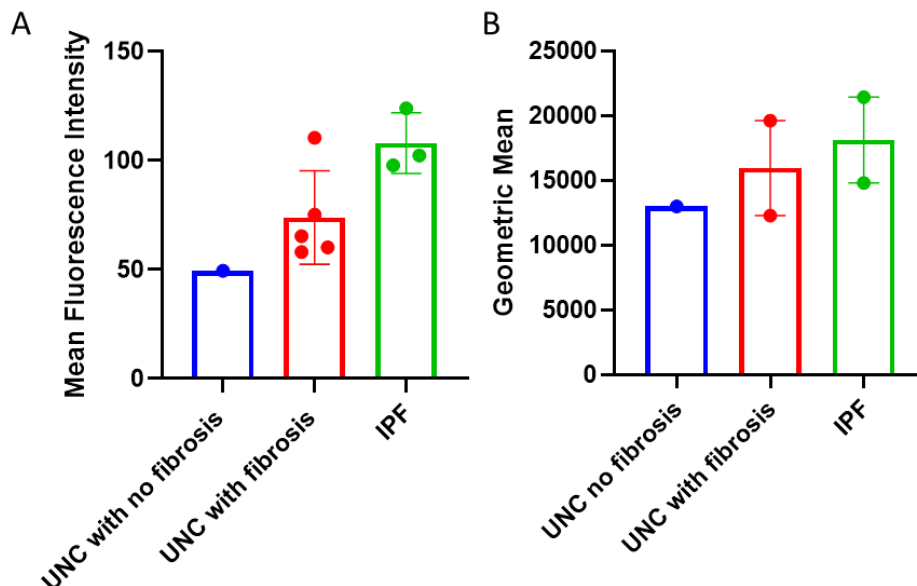 A
Mean Fluorescence Intensity
150
100
50
0
UNC with no fibrosis
UNC with fibrosis
IPF
B
Geometric Mean
25000
20000
15000
10000
5000
0
UNC no fibrosis
UNC with fibrosis
IPF